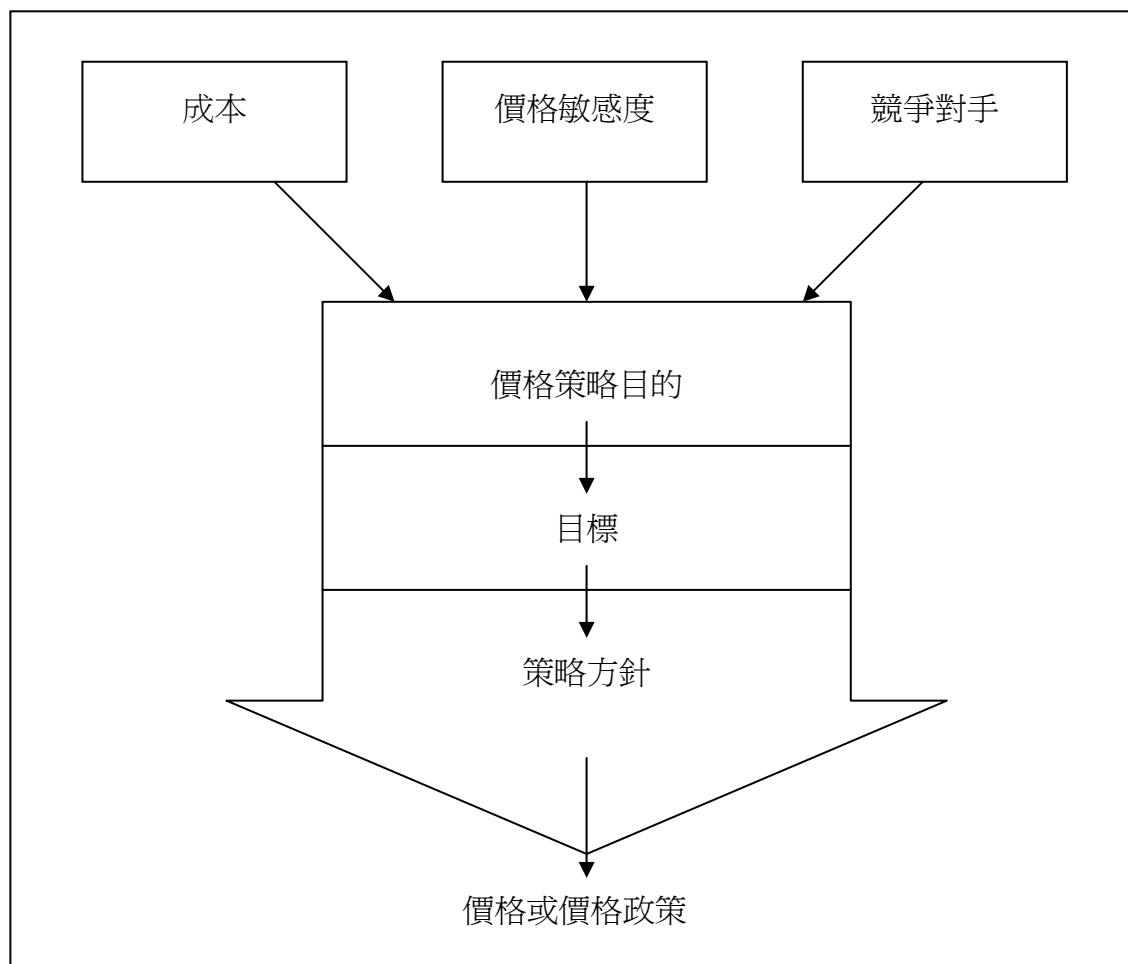 成本
價格敏感度
競爭對手
價格策略目的
目標
策略方針
價格或價格政策